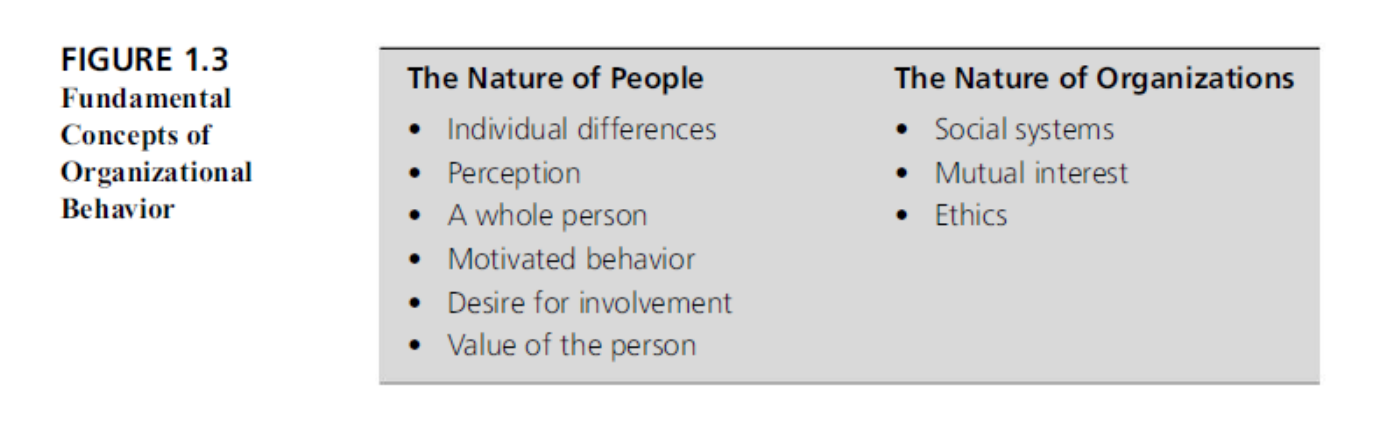 FIGURE 1.3
Fundamental
Concepts of
Organizational
Behavior
The Nature of People
• Individual differences
• Perception
• A whole person
• Motivated behavior
• Desire for involvement
• Value of the person
The Nature of Organizations
• Social systems
• Mutual interest
• Ethics